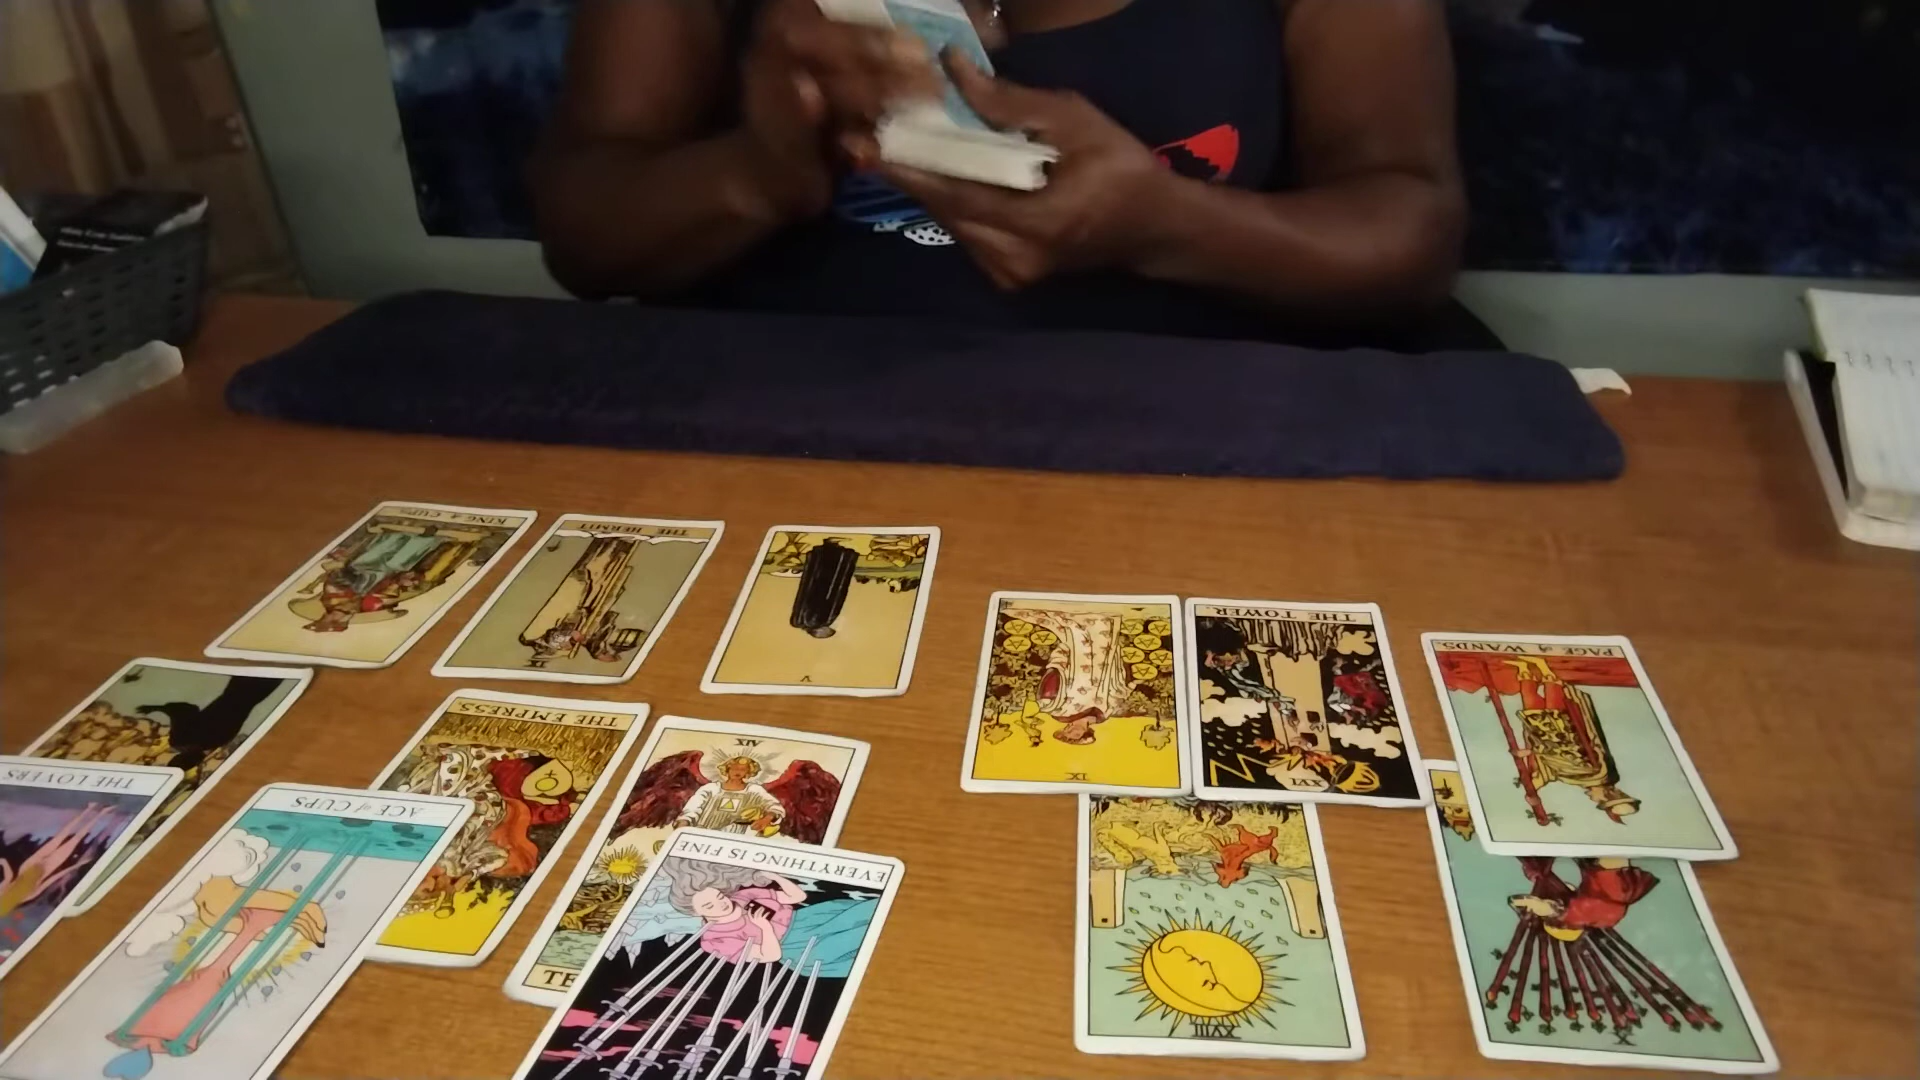 KING of CUPS.
THE HERMIT
IX
V
IX
THE TOWER.
XVI
PAGE of WANDS.
THE EMPRESS.
XIV
TE
THE LOVERS
ACE of CUPS
EVERYTHING IS FINE
XVIII
X